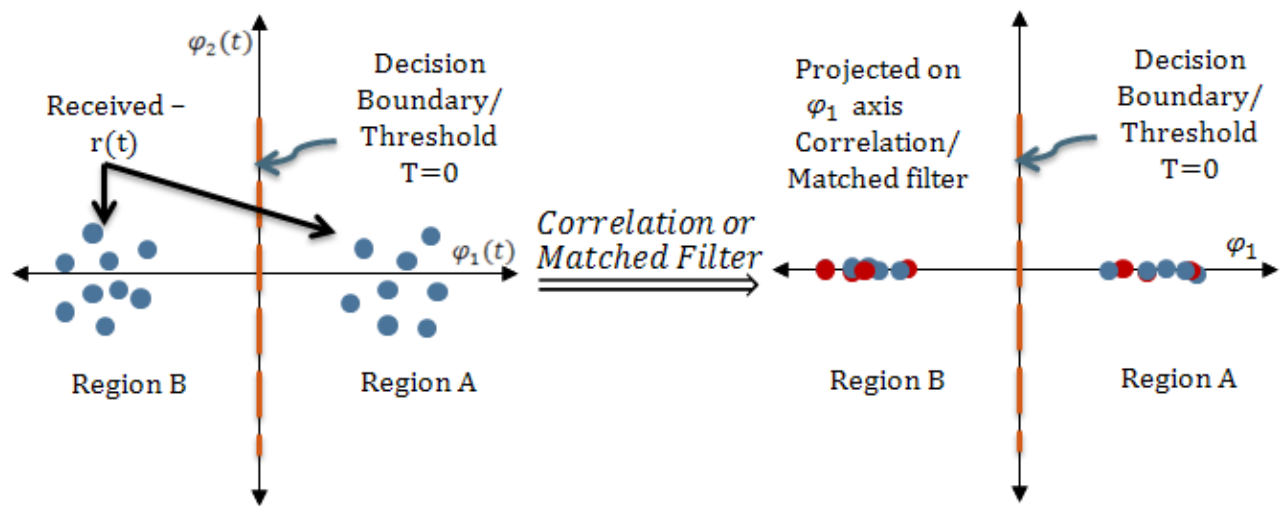 φ₂(t)
Decision
Boundary/
Threshold
T=0
Received –
r(t)
φ₁(t)
Region B
Region A
Correlation or
Matched Filter
Projected on
φ₁ axis
Correlation/
Matched filter
Decision
Boundary/
Threshold
T=0
φ₁
Region B
Region A